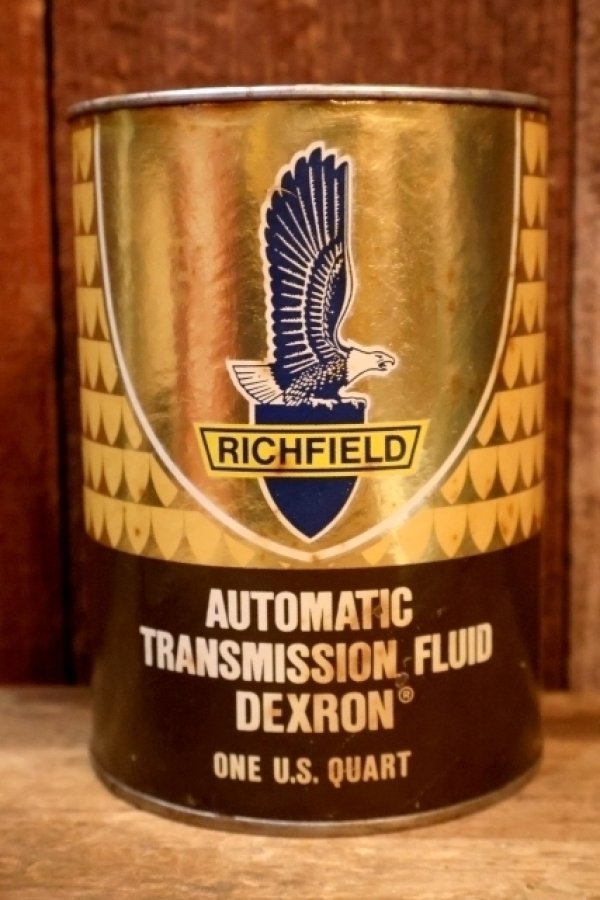 RICHFIELD
AUTOMATIC
TRANSMISSION FLUID
DEXRON®
ONE U.S. QUART